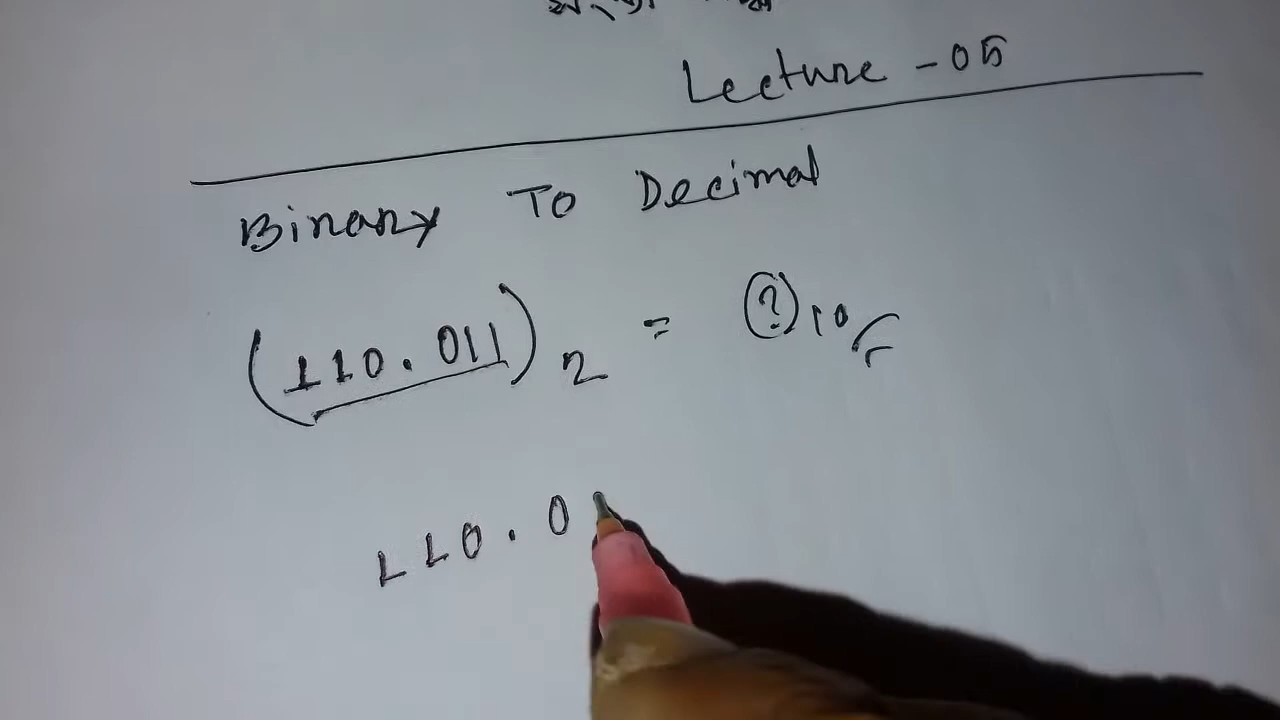 Lecture - 05
Binary To Decimal
(110.011)2 = (?)10
110.0